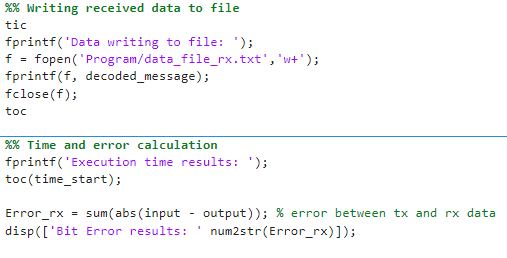 %% Writing received data to file
tic
fprintf('Data writing to file: ');
f = fopen('Program/data_file_rx.txt','w+');
fprintf(f, decoded_message);
fclose(f);
toc
%% Time and error calculation
fprintf('Execution time results: ');
toc(time_start);
Error_rx = sum(abs(input - output)); % error between tx and rx data
disp(['Bit Error results: ' num2str(Error_rx)]);